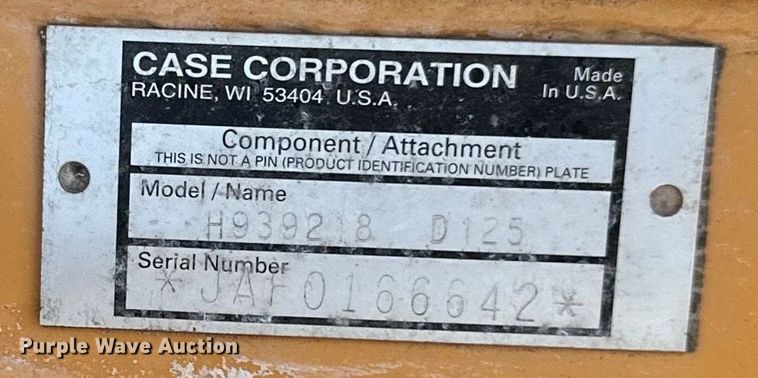 CASE CORPORATION
RACINE, WI 53404 U.S.A.
Made
In U.S.A.
Component / Attachment
THIS IS NOT A PIN (PRODUCT IDENTIFICATION NUMBER) PLATE
Model / Name
H939218 D125
Serial Number
*JAF0166642*
Purple Wave Auction